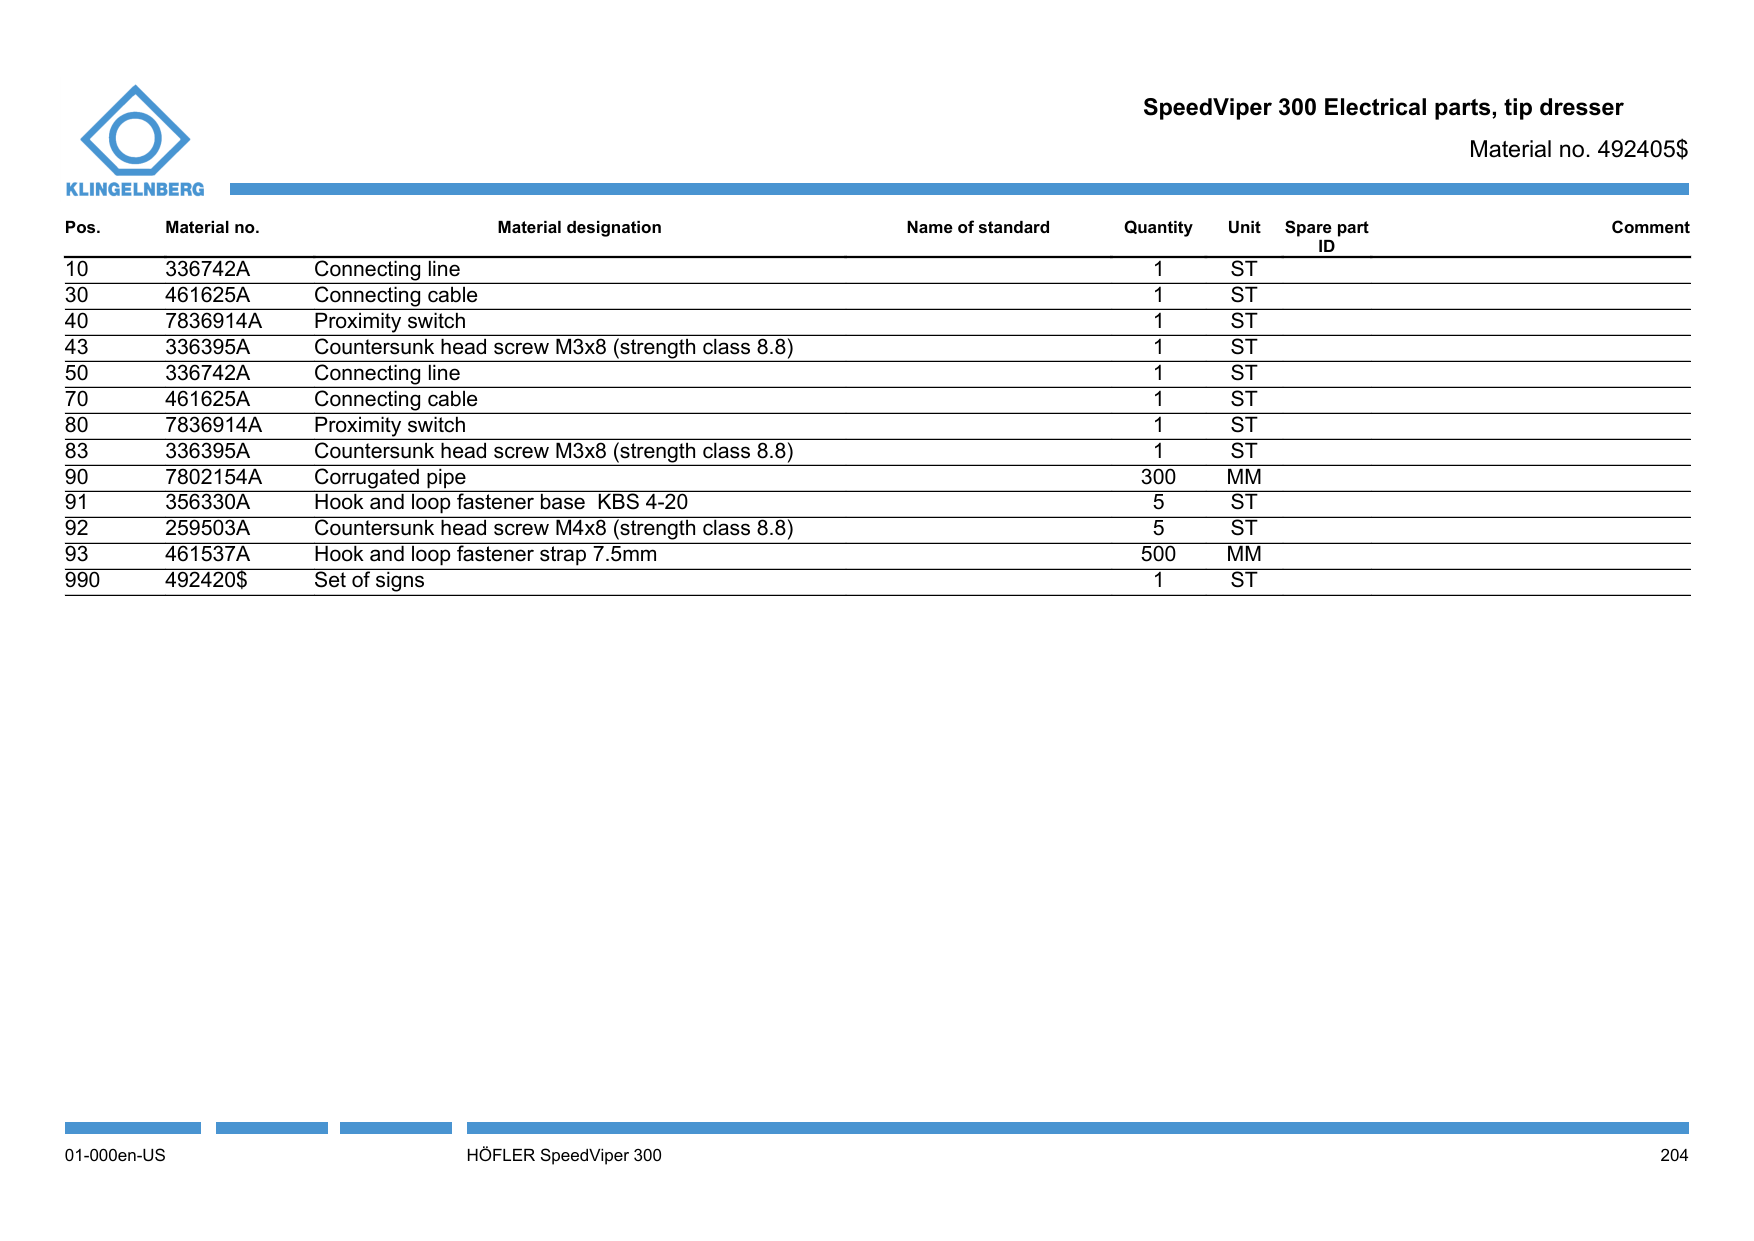 SpeedViper 300 Electrical parts, tip dresser
Material no. 492405$
KLINGELNBERG
Pos. Material no. Material designation Name of standard Quantity Unit Spare part ID Comment
10 336742A Connecting line 1 ST
30 461625A Connecting cable 1 ST
40 7836914A Proximity switch 1 ST
43 336395A Countersunk head screw M3x8 (strength class 8.8) 1 ST
50 336742A Connecting line 1 ST
70 461625A Connecting cable 1 ST
80 7836914A Proximity switch 1 ST
83 336395A Countersunk head screw M3x8 (strength class 8.8) 1 ST
90 7802154A Corrugated pipe 300 MM
91 356330A Hook and loop fastener base  KBS 4-20 5 ST
92 259503A Countersunk head screw M4x8 (strength class 8.8) 5 ST
93 461537A Hook and loop fastener strap 7.5mm 500 MM
990 492420$ Set of signs 1 ST
01-000en-US HÖFLER SpeedViper 300 204